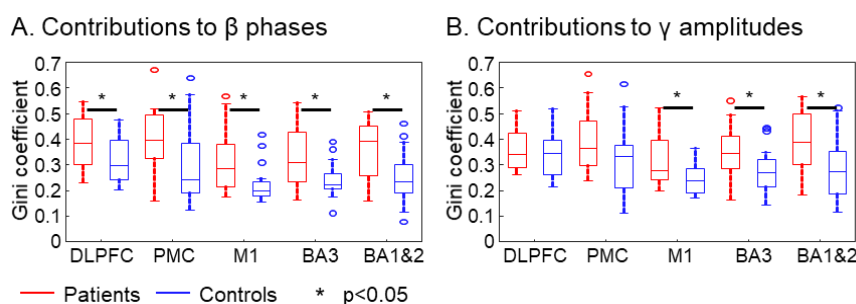 A. Contributions to β phases
B. Contributions to γ amplitudes
Gini coefficient
0.7
0.6
0.5
0.4
0.3
0.2
0.1
0
* * * * *
DLPFC PMC M1 BA3 BA1&2
Gini coefficient
0.7
0.6
0.5
0.4
0.3
0.2
0.1
0
* * *
DLPFC PMC M1 BA3 BA1&2
Patients Controls * p<0.05